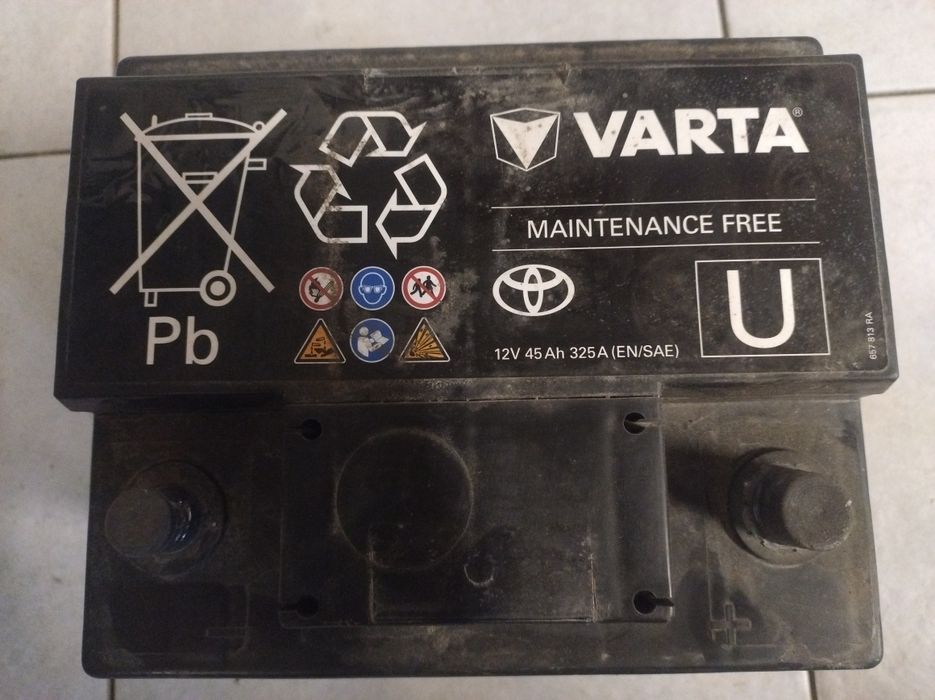 VARTA®
MAINTENANCE FREE
U
12V 45Ah 325A (EN/SAE)
Pb
657 813 RA